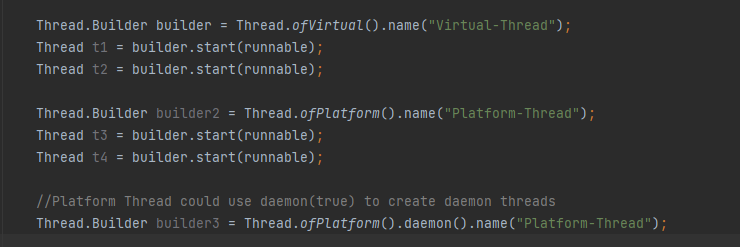 Thread.Builder builder = Thread.ofVirtual().name("Virtual-Thread");
Thread t1 = builder.start(runnable);
Thread t2 = builder.start(runnable);
Thread.Builder builder2 = Thread.ofPlatform().name("Platform-Thread");
Thread t3 = builder.start(runnable);
Thread t4 = builder.start(runnable);
//Platform Thread could use daemon(true) to create daemon threads
Thread.Builder builder3 = Thread.ofPlatform().daemon().name("Platform-Thread");